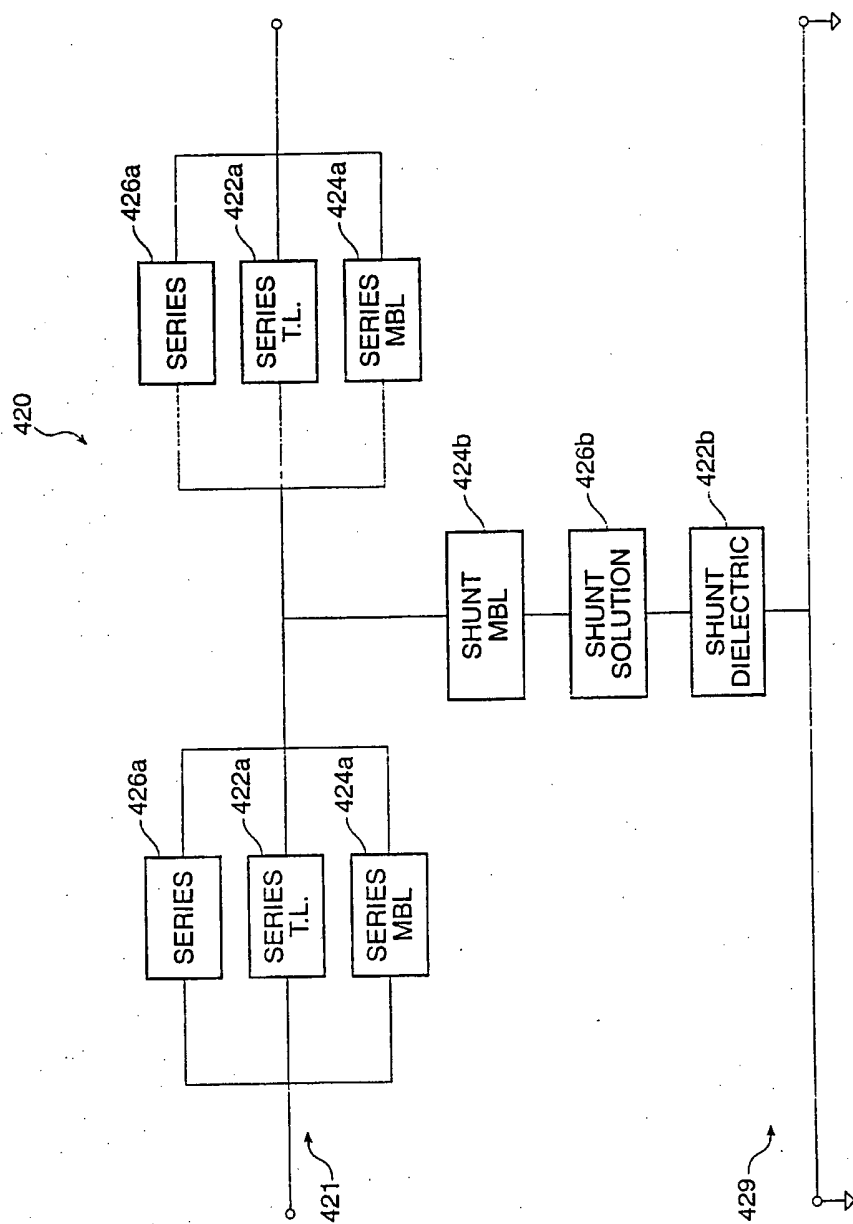 420
426a
SERIES
422a
SERIES
T.L.
424a
SERIES
MBL
426a
SERIES
422a
SERIES
T.L.
424a
SERIES
MBL
421
424b
SHUNT
MBL
426b
SHUNT
SOLUTION
422b
SHUNT
DIELECTRIC
429